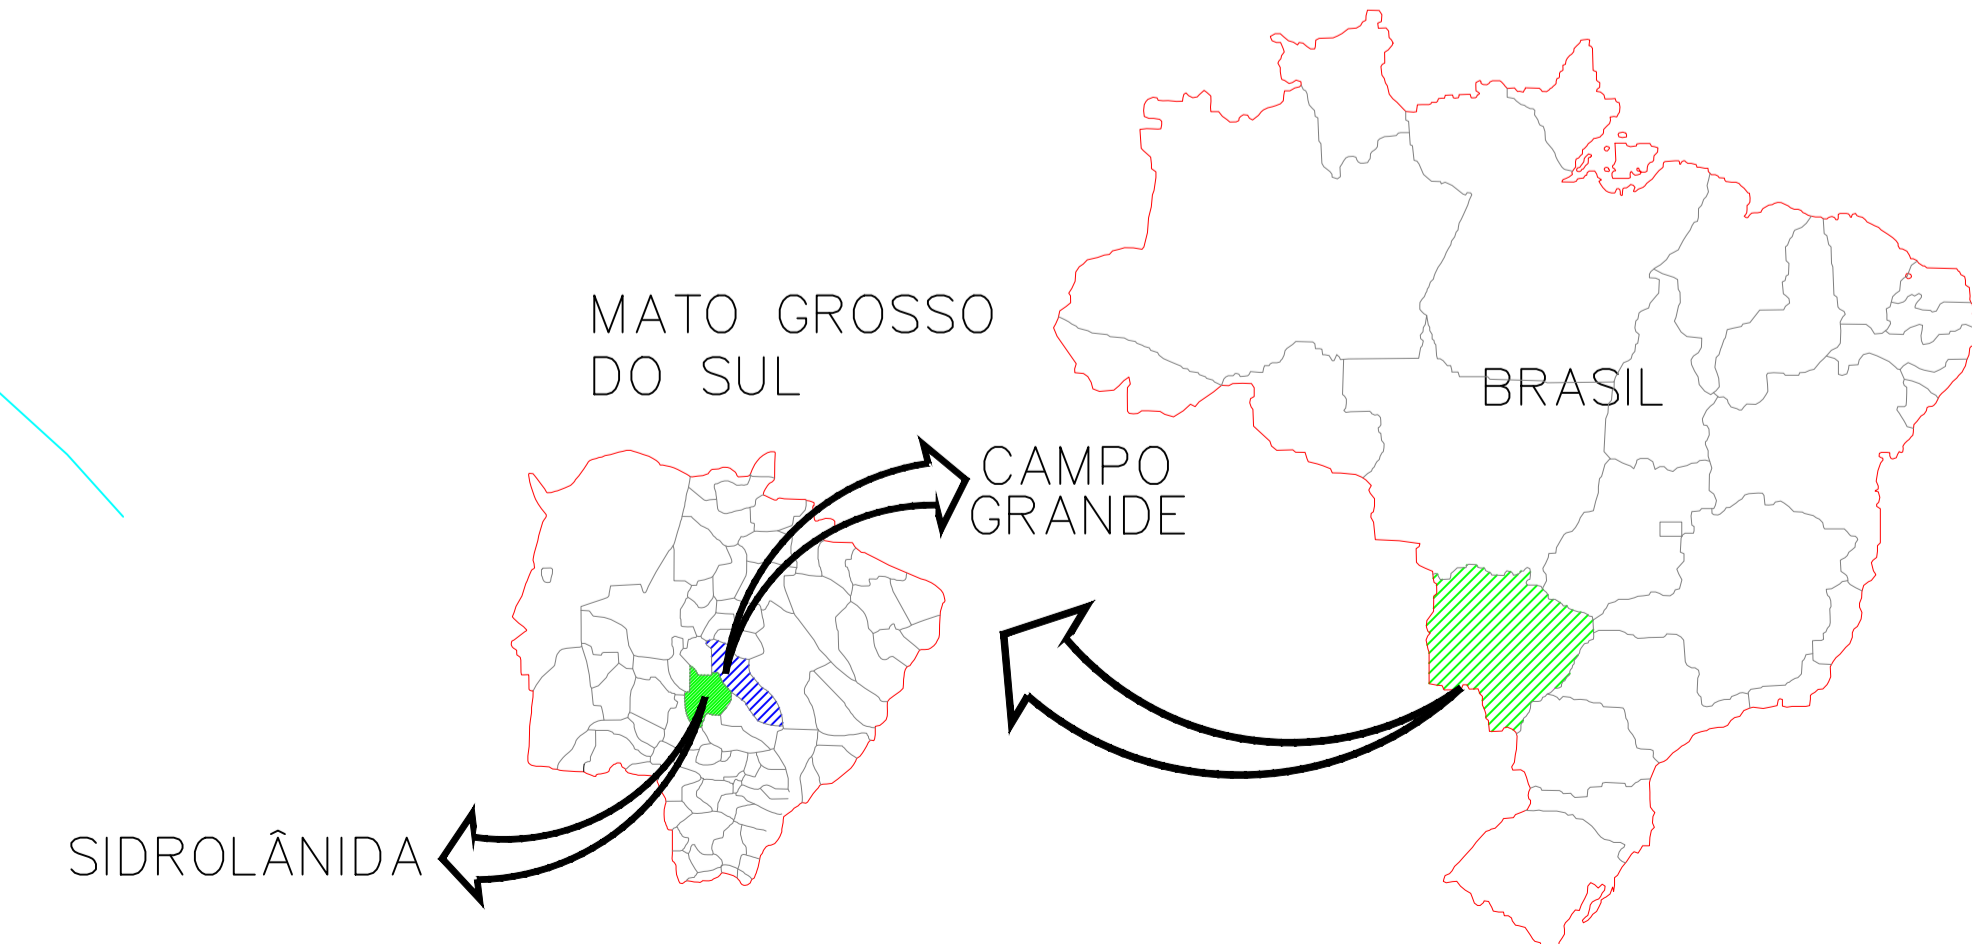 MATO GROSSO
DO SUL
BRASIL
CAMPO
GRANDE
SIDROLÂNIDA